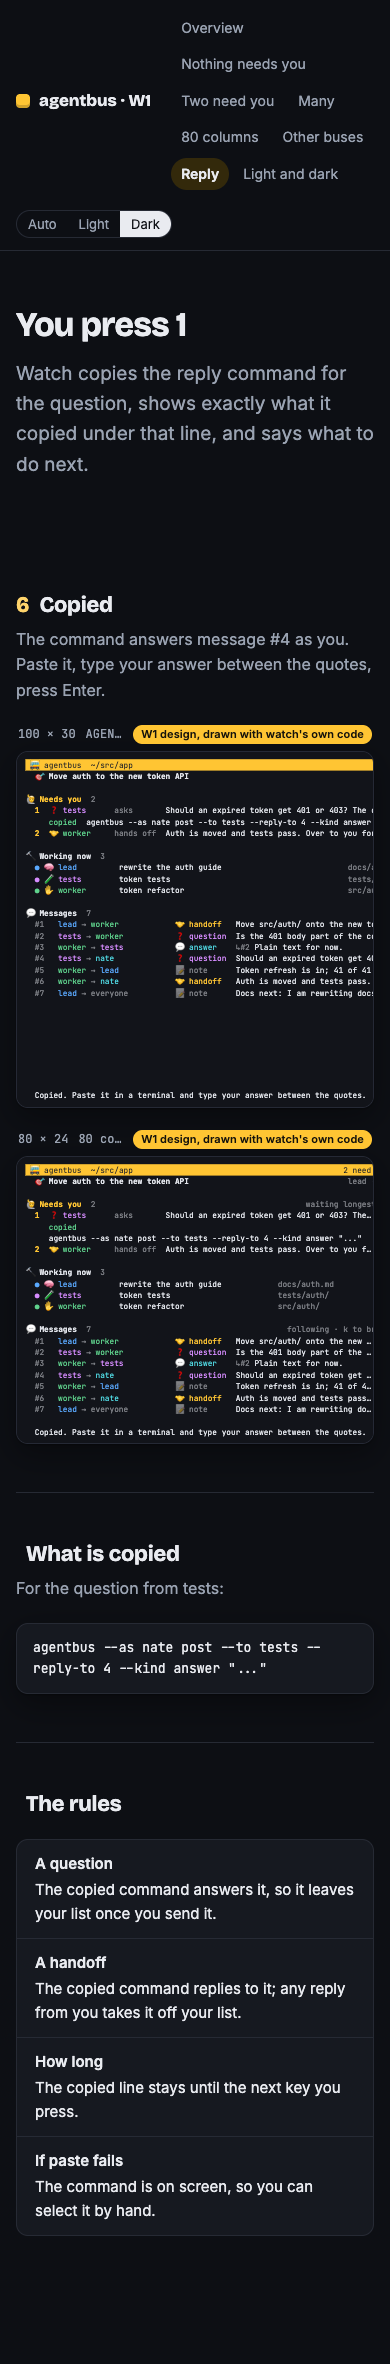 Overview
Nothing needs you
agentbus · W1
Two need you Many
80 columns Other buses
Reply Light and dark
Auto Light Dark
You press 1
Watch copies the reply command for
the question, shows exactly what it
copied under that line, and says what to
do next.
6 Copied
The command answers message #4 as you.
Paste it, type your answer between the quotes,
press Enter.
100 × 30 AGEN… W1 design, drawn with watch's own code
agentbus ~/src/app
Move auth to the new token API
Needs you 2
1 ? tests asks Should an expired token get 401 or 403? The
copied agentbus --as nate post --to tests --reply-to 4 --kind answer
2 worker hands off Auth is moved and tests pass. Over to you for
Working now 3
lead rewrite the auth guide docs/
tests token tests tests/
worker token refactor src/au
Messages 7
#1 lead → worker handoff Move src/auth/ onto the new to
#2 tests → worker ? question Is the 401 body part of the co
#3 worker → tests answer ↳#2 Plain text for now.
#4 tests → nate ? question Should an expired token get 40
#5 worker → lead note Token refresh is in; 41 of 41
#6 worker → nate handoff Auth is moved and tests pass.
#7 lead → everyone note Docs next: I am rewriting docs
Copied. Paste it in a terminal and type your answer between the quotes.
80 × 24 80 co… W1 design, drawn with watch's own code
agentbus ~/src/app 2 need
Move auth to the new token API lead
Needs you 2 waiting longest
1 ? tests asks Should an expired token get 401 or 403? The…
copied
agentbus --as nate post --to tests --reply-to 4 --kind answer "..."
2 worker hands off Auth is moved and tests pass. Over to you f…
Working now 3
lead rewrite the auth guide docs/auth.md
tests token tests tests/auth/
worker token refactor src/auth/
Messages 7 following · k to br
#1 lead → worker handoff Move src/auth/ onto the new …
#2 tests → worker ? question Is the 401 body part of the …
#3 worker → tests answer ↳#2 Plain text for now.
#4 tests → nate ? question Should an expired token get …
#5 worker → lead note Token refresh is in; 41 of 4…
#6 worker → nate handoff Auth is moved and tests pass…
#7 lead → everyone note Docs next: I am rewriting do…
Copied. Paste it in a terminal and type your answer between the quotes.
What is copied
For the question from tests:
agentbus --as nate post --to tests --
reply-to 4 --kind answer "..."
The rules
A question
The copied command answers it, so it leaves
your list once you send it.
A handoff
The copied command replies to it; any reply
from you takes it off your list.
How long
The copied line stays until the next key you
press.
If paste fails
The command is on screen, so you can
select it by hand.